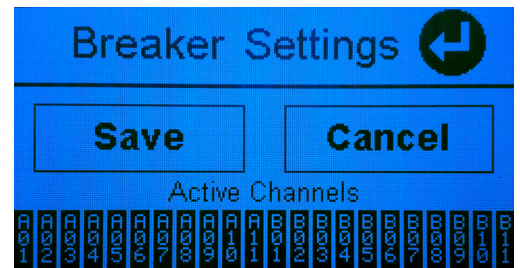 Breaker Settings
Save Cancel
Active Channels
A01 A02 A03 A04 A05 A06 A07 A08 A09 A10 A11 B01 B02 B03 B04 B05 B06 B07 B08 B09 B10 B11